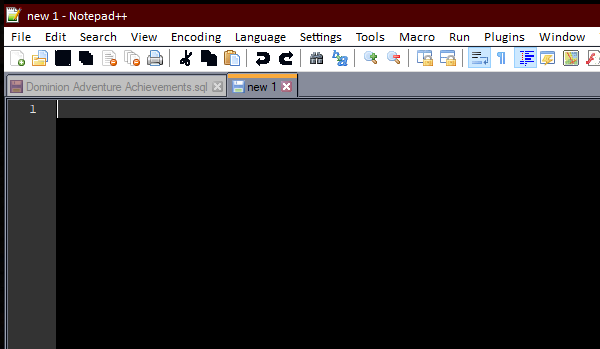 new 1 - Notepad++
File Edit Search View Encoding Language Settings Tools Macro Run Plugins Window
Dominion Adventure Achievements.sql new 1
1